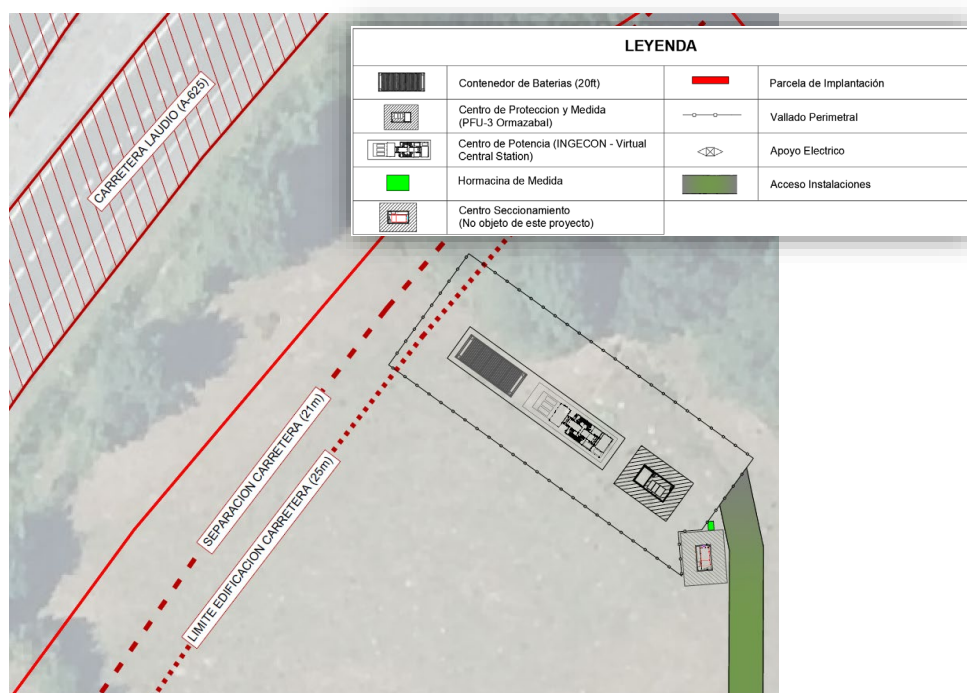 LEYENDA
Contenedor de Baterias (20ft)
Parcela de Implantación
Centro de Proteccion y Medida
(PFU-3 Ormazabal)
Vallado Perimetral
Centro de Potencia (INGECON - Virtual
Central Station)
Apoyo Electrico
Hormacina de Medida
Acceso Instalaciones
Centro Seccionamiento
(No objeto de este proyecto)
CARRETERA LAUDIO (A-625)
SEPARACION CARRETERA (21m)
LIMITE EDIFICACION CARRETERA (25m)